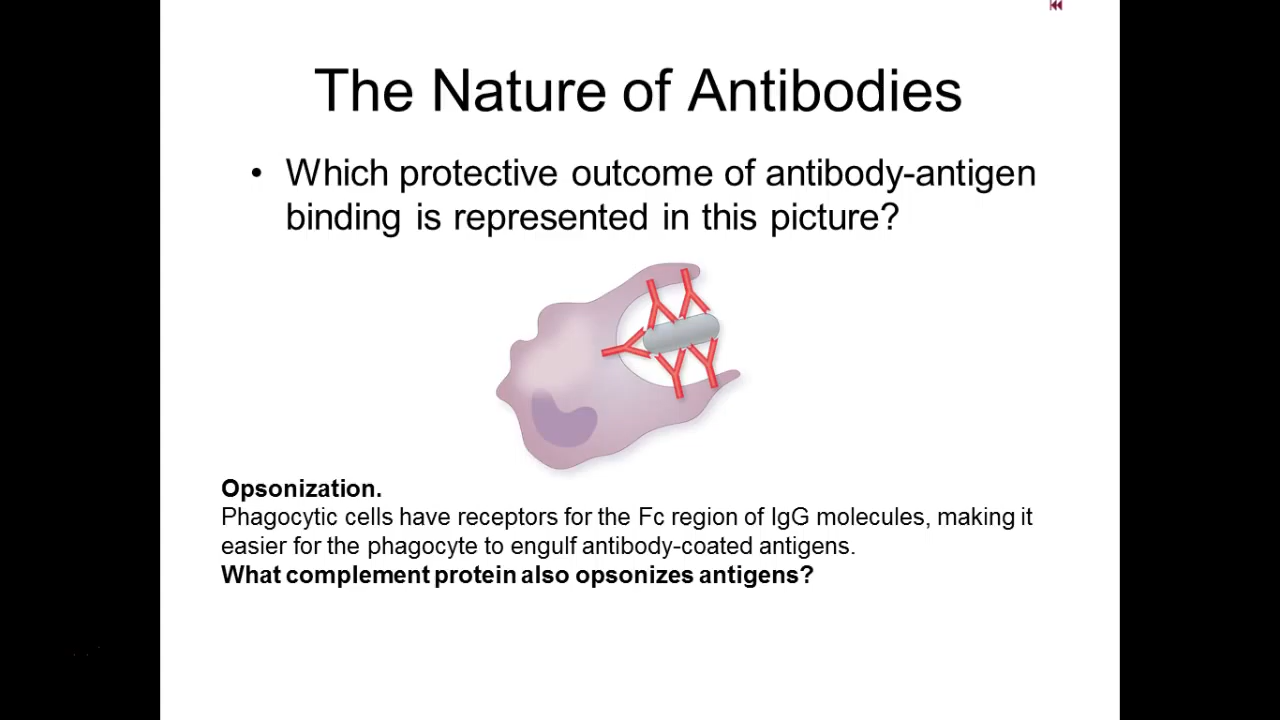 The Nature of Antibodies
• Which protective outcome of antibody-antigen
binding is represented in this picture?
Opsonization.
Phagocytic cells have receptors for the Fc region of IgG molecules, making it
easier for the phagocyte to engulf antibody-coated antigens.
What complement protein also opsonizes antigens?